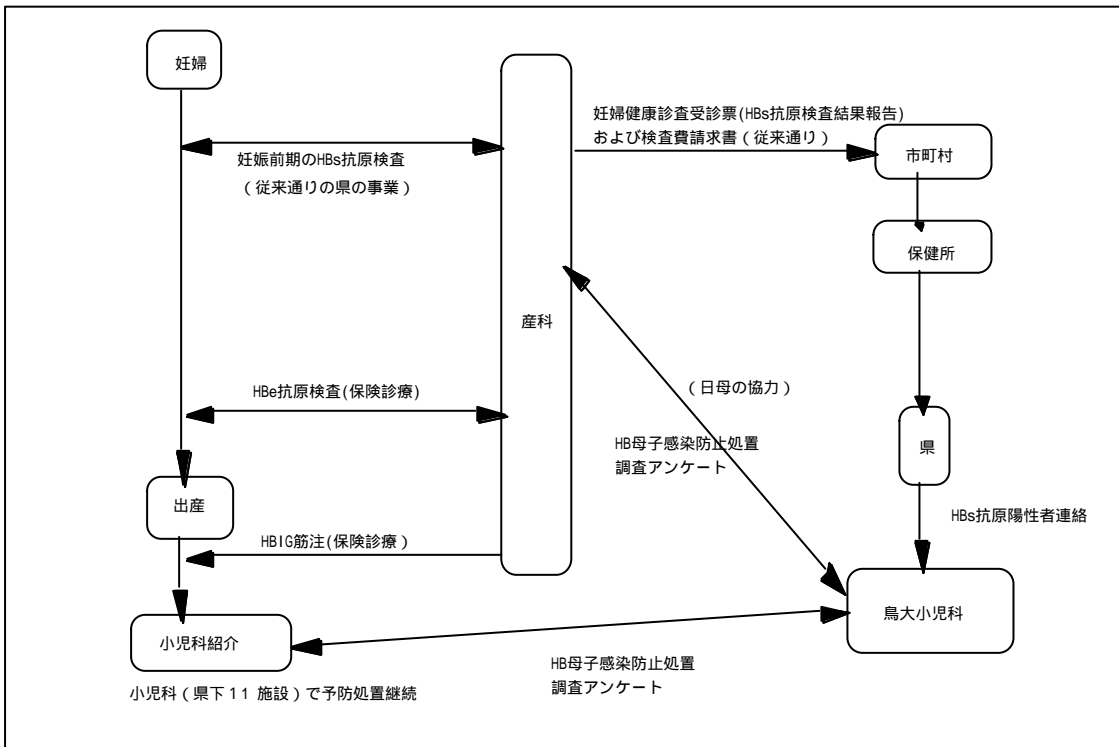 妊婦
妊婦健康診査受診票(HBs抗原検査結果報告)
および検査費請求書(従来通り)
市町村
妊娠前期のHBs抗原検査
(従来通りの県の事業)
保健所
産科
HBe抗原検査(保険診療)
(日母の協力)
HB母子感染防止処置
調査アンケート
県
出産
HBs抗原陽性者連絡
HBIG筋注(保険診療)
鳥大小児科
小児科紹介
HB母子感染防止処置
調査アンケート
小児科(県下11 施設)で予防処置継続